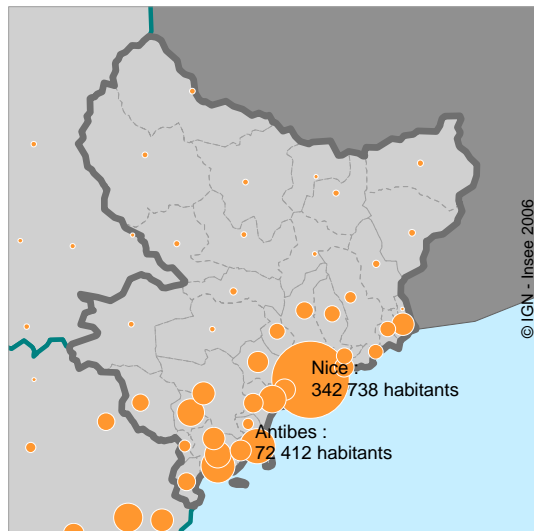 © IGN - Insee 2006
Nice :
342 738 habitants
Antibes :
72 412 habitants